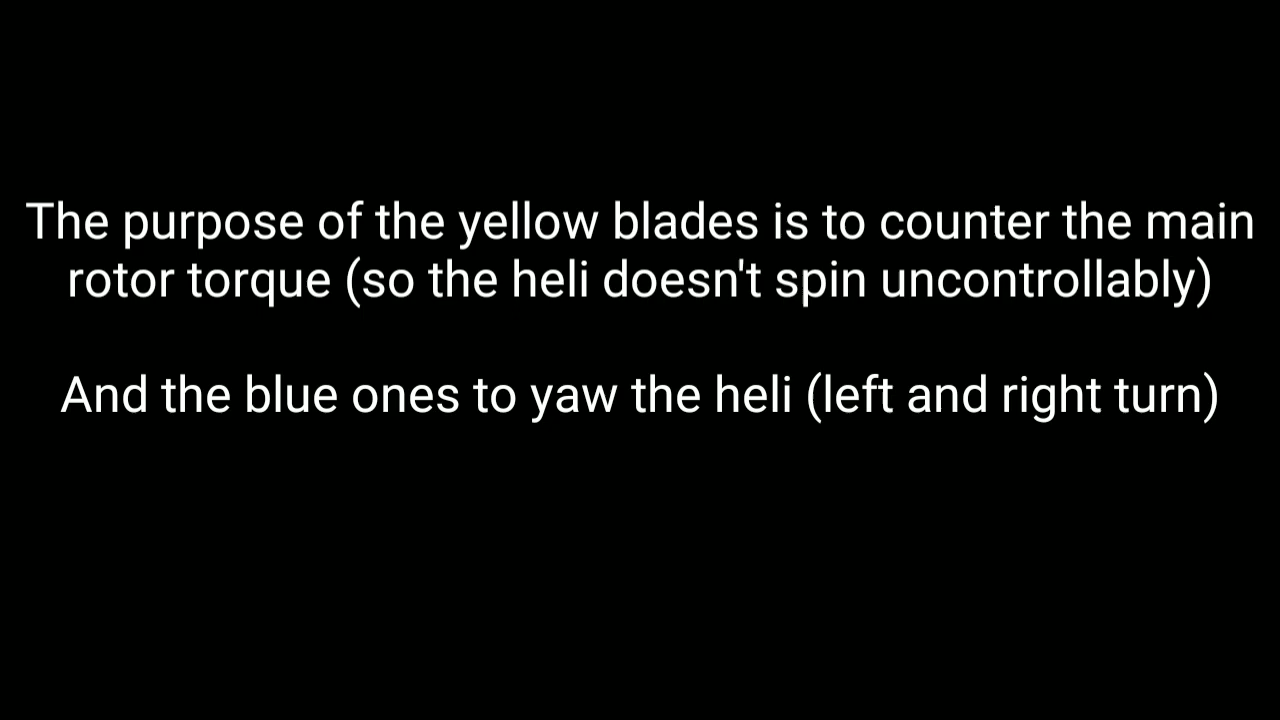 The purpose of the yellow blades is to counter the main
rotor torque (so the heli doesn't spin uncontrollably)
And the blue ones to yaw the heli (left and right turn)